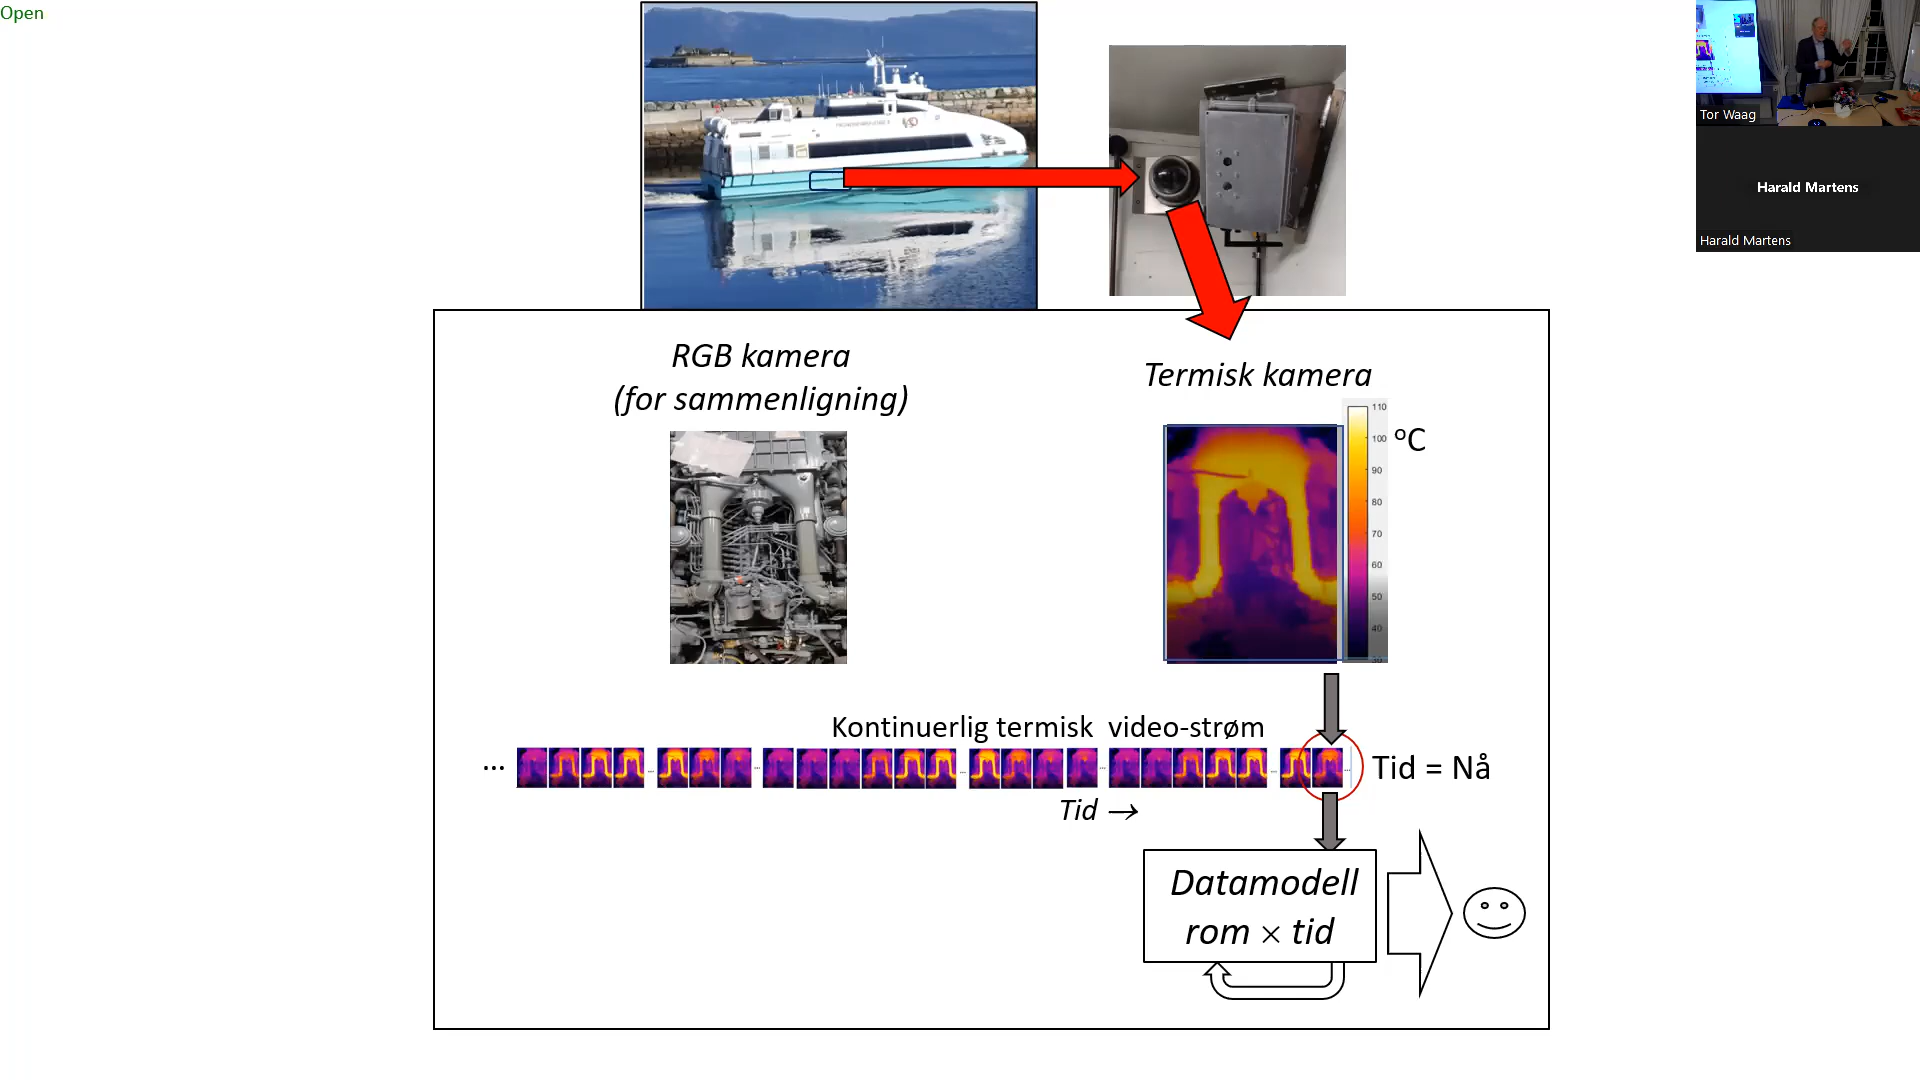 Open
Tor Waag
Harald Martens
Harald Martens
RGB kamera
(for sammenligning)
Termisk kamera
110
100
90
80
70
60
50
40
30
°C
Kontinuerlig termisk video-strøm
...
Tid = Nå
Tid →
Datamodell
rom × tid